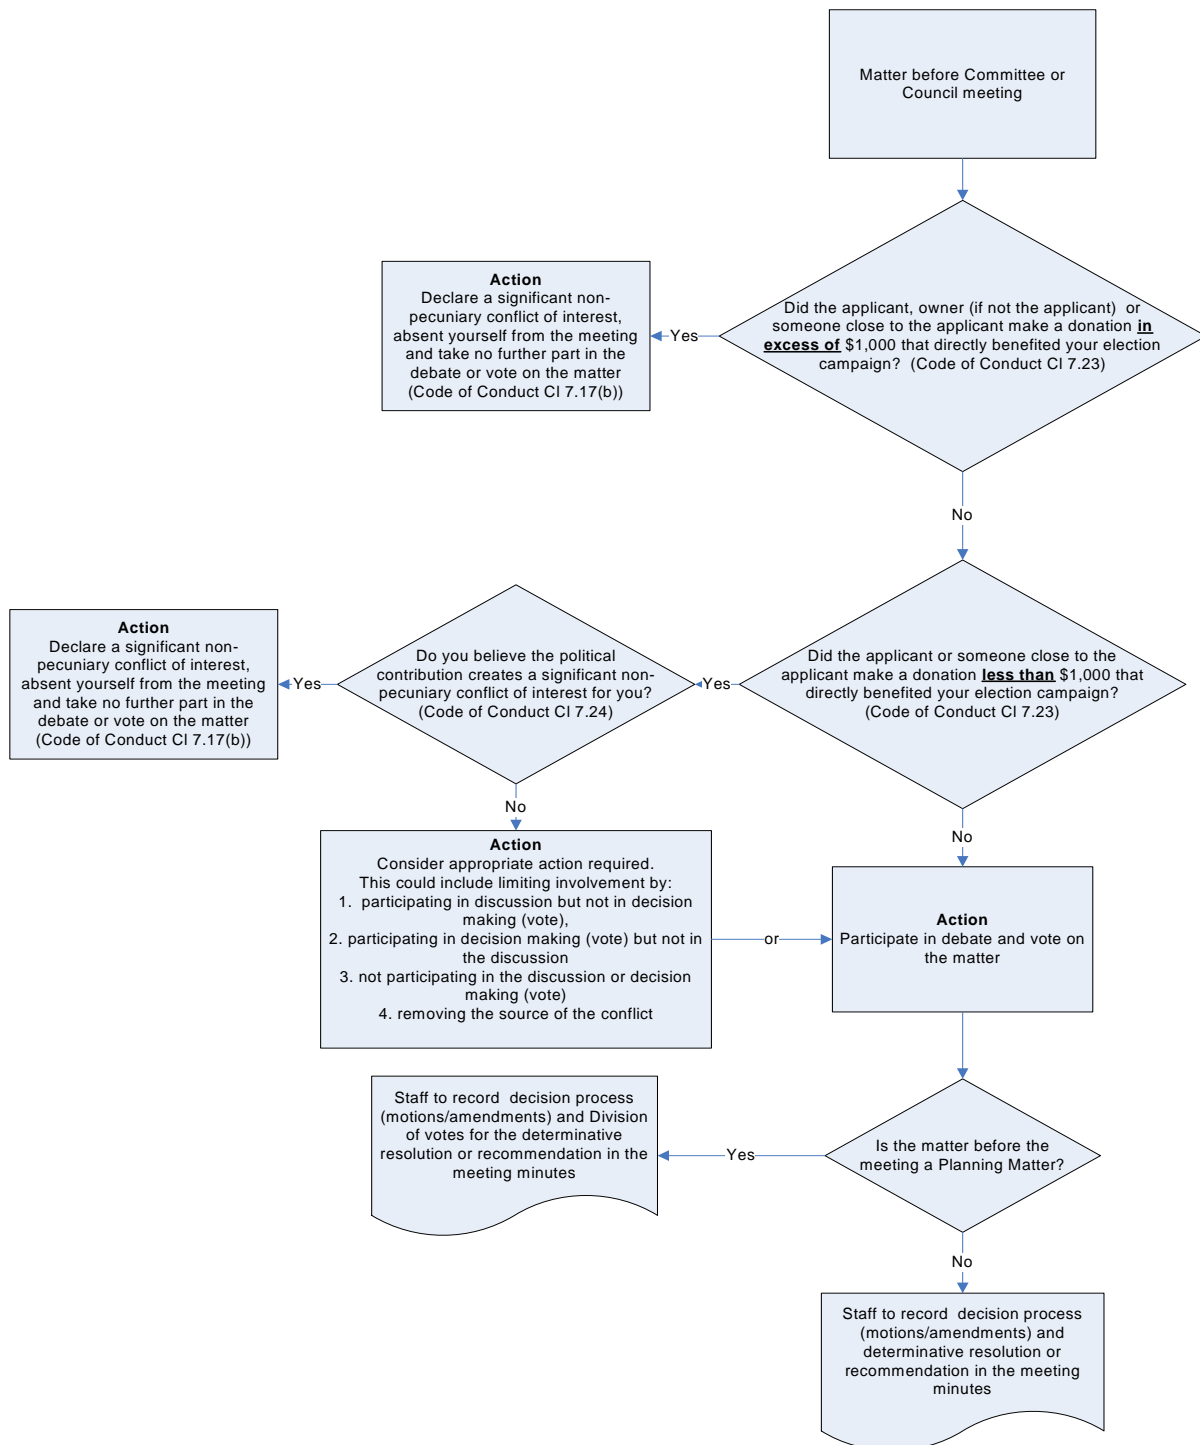 Matter before Committee or
Council meeting
Did the applicant, owner (if not the applicant)  or
someone close to the applicant make a donation in
excess of $1,000 that directly benefited your election
campaign?  (Code of Conduct Cl 7.23)
Yes
Action
Declare a significant non-
pecuniary conflict of interest,
absent yourself from the meeting
and take no further part in the
debate or vote on the matter
(Code of Conduct Cl 7.17(b))
No
Did the applicant or someone close to the
applicant make a donation less than $1,000 that
directly benefited your election campaign?
(Code of Conduct Cl 7.23)
Yes
Do you believe the political
contribution creates a significant non-
pecuniary conflict of interest for you?
(Code of Conduct Cl 7.24)
Yes
Action
Declare a significant non-
pecuniary conflict of interest,
absent yourself from the meeting
and take no further part in the
debate or vote on the matter
(Code of Conduct Cl 7.17(b))
No
Action
Consider appropriate action required.
This could include limiting involvement by:
1.  participating in discussion but not in decision
making (vote),
2. participating in decision making (vote) but not in
the discussion
3. not participating in the discussion or decision
making (vote)
4. removing the source of the conflict
or
No
Action
Participate in debate and vote on
the matter
Is the matter before the
meeting a Planning Matter?
Yes
Staff to record  decision process
(motions/amendments) and Division
of votes for the determinative
resolution or recommendation in the
meeting minutes
No
Staff to record  decision process
(motions/amendments) and
determinative resolution or
recommendation in the meeting
minutes